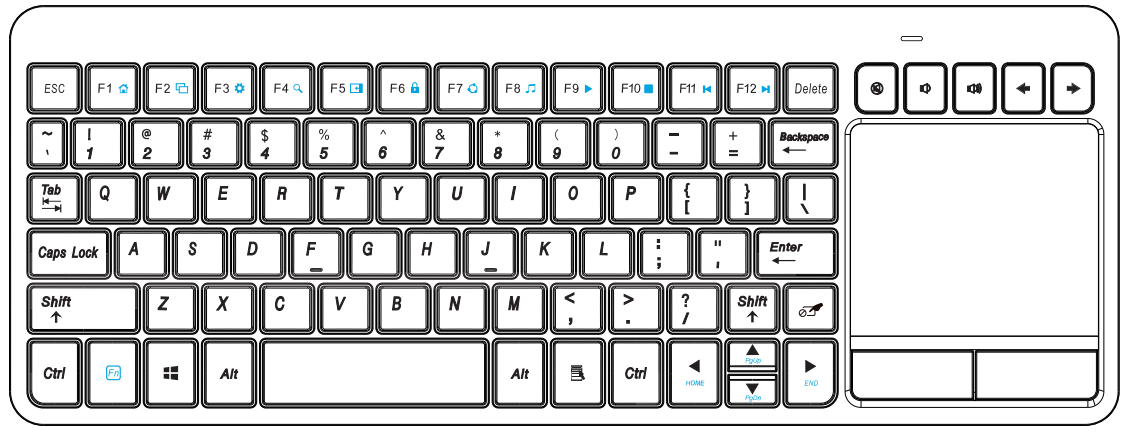 ESC F1 F2 F3 F4 F5 F6 F7 F8 F9 F10 F11 F12 Delete
~ ! @ # $ % ^ & * ( ) – +
` 1 2 3 4 5 6 7 8 9 0 - = Backspace
Tab Q W E R T Y U I O P { } |
[ ] \
Caps Lock A S D F G H J K L : " Enter
; '
Shift Z X C V B N M < > ? Shift
, . /
Ctrl Fn Alt Alt Ctrl PgUp
HOME PgDn END